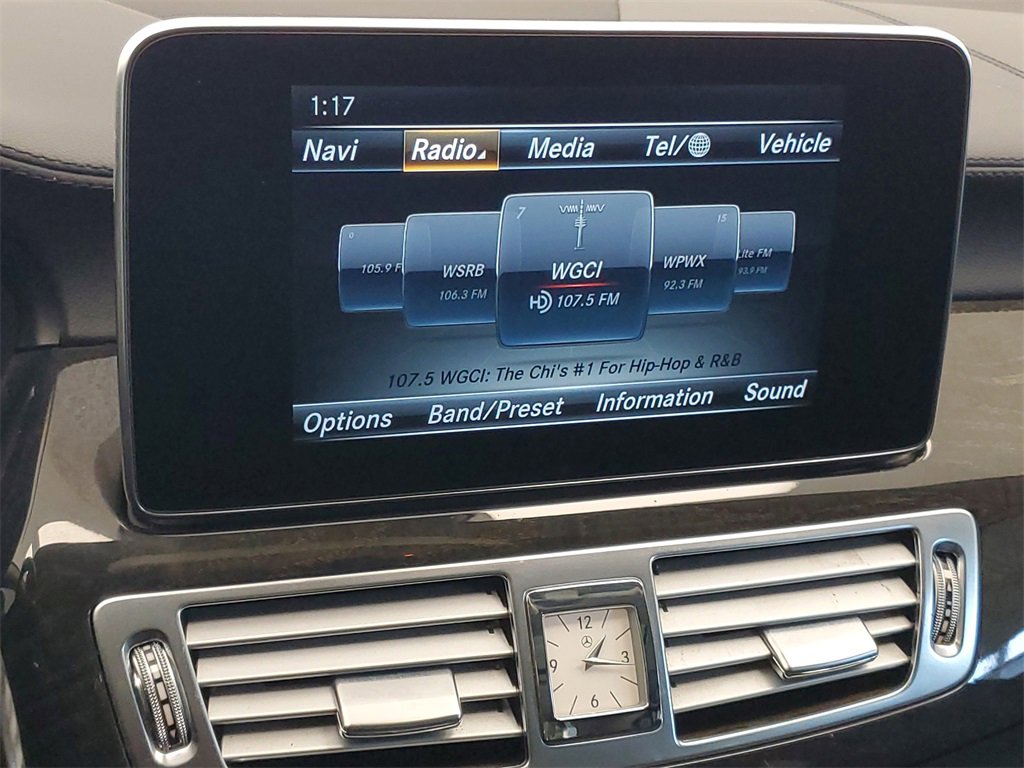 1:17
Navi Radio Media Tel/ Vehicle
0 7 15
105.9 F WSRB WGCI WPWX Lite FM
106.3 FM HD 107.5 FM 92.3 FM 93.9 FM
107.5 WGCI: The Chi's #1 For Hip-Hop & R&B
Options Band/Preset Information Sound
12
9 3
6